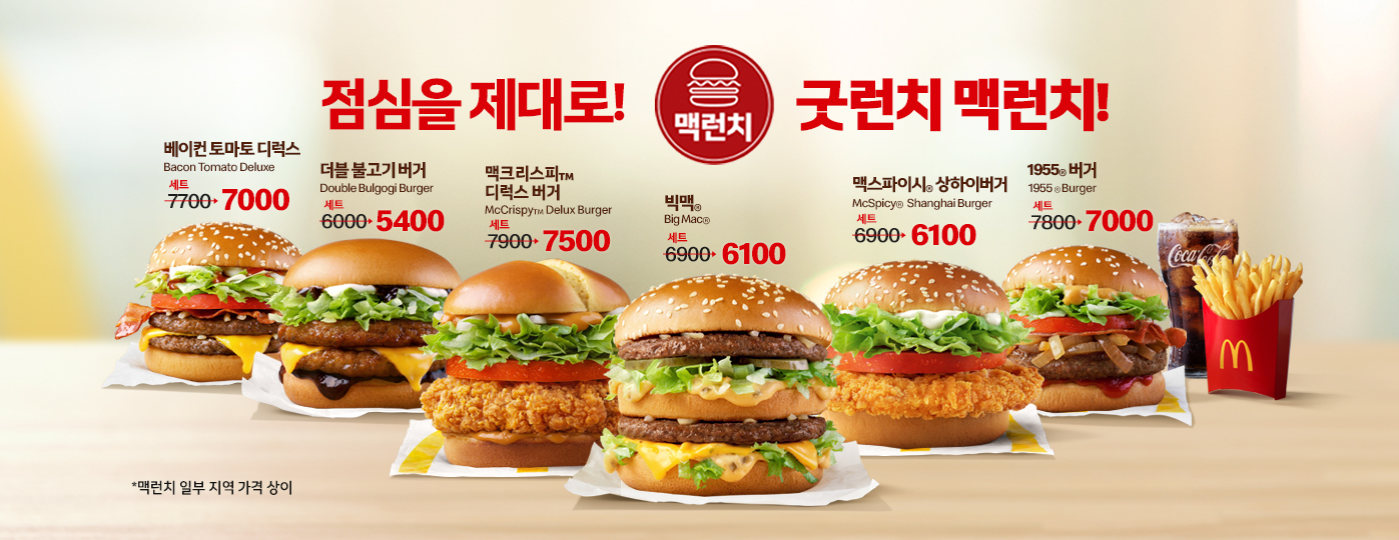 점심을 제대로!
맥런치
굿런치 맥런치!
베이컨 토마토 디럭스
Bacon Tomato Deluxe
세트
7700 7000
더블 불고기 버거
Double Bulgogi Burger
세트
6000 5400
맥크리스피™
디럭스 버거
McCrispy™ Delux Burger
세트
7900 7500
빅맥®
Big Mac®
세트
6900 6100
맥스파이시® 상하이버거
McSpicy® Shanghai Burger
세트
6900 6100
1955® 버거
1955 ® Burger
세트
7800 7000
Coca-Cola
*맥런치 일부 지역 가격 상이